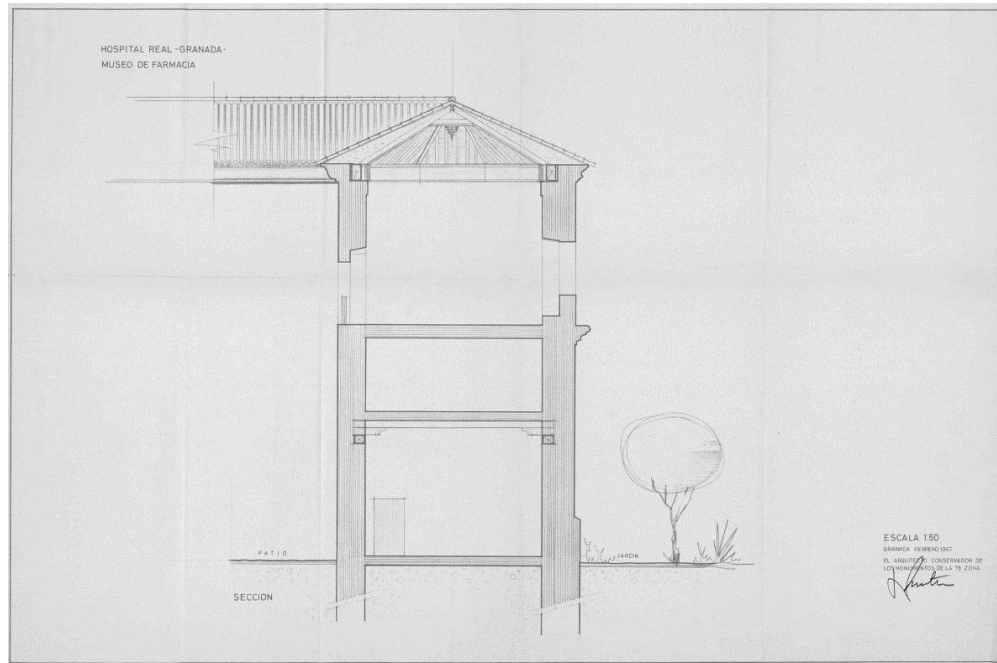 HOSPITAL REAL -GRANADA-
MUSEO DE FARMACIA
PATIO
JARDIN
SECCION
ESCALA 1:50
GRANADA FEBRERO 1967
EL ARQUITECTO CONSERVADOR DE
LOS MONUMENTOS DE LA 7ª ZONA